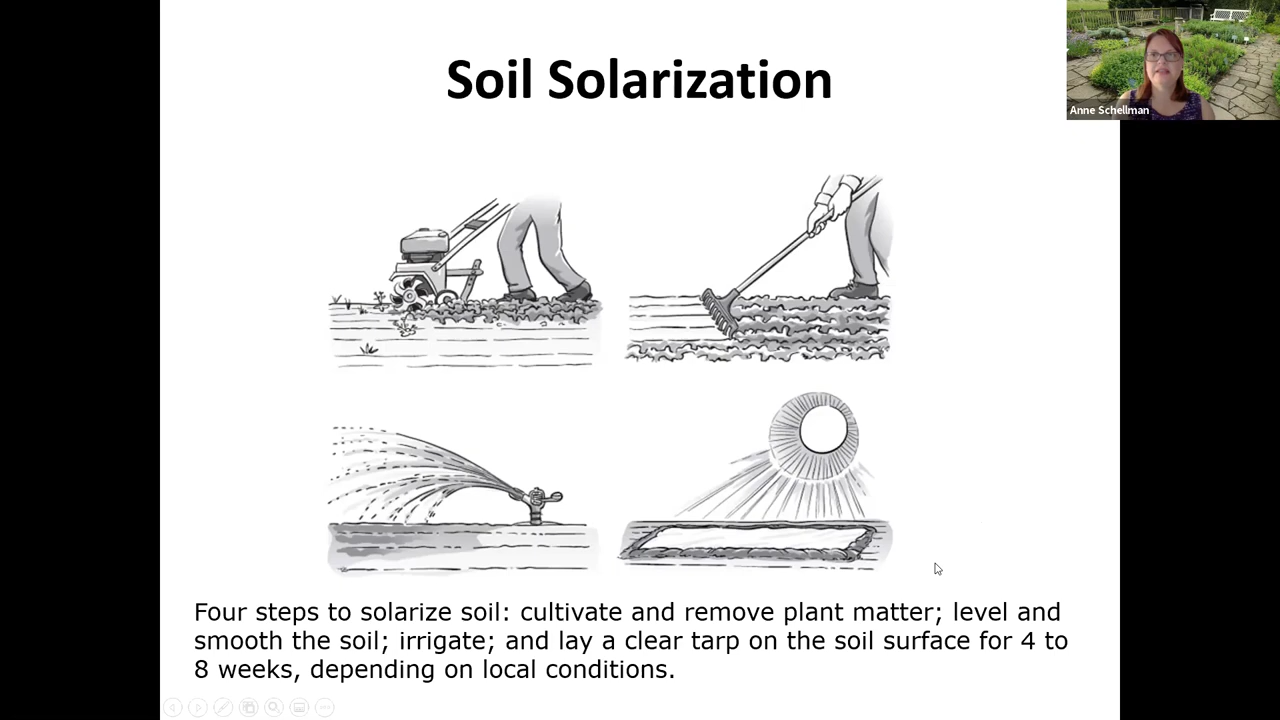 Soil Solarization
Anne Schellman
Four steps to solarize soil: cultivate and remove plant matter; level and
smooth the soil; irrigate; and lay a clear tarp on the soil surface for 4 to
8 weeks, depending on local conditions.